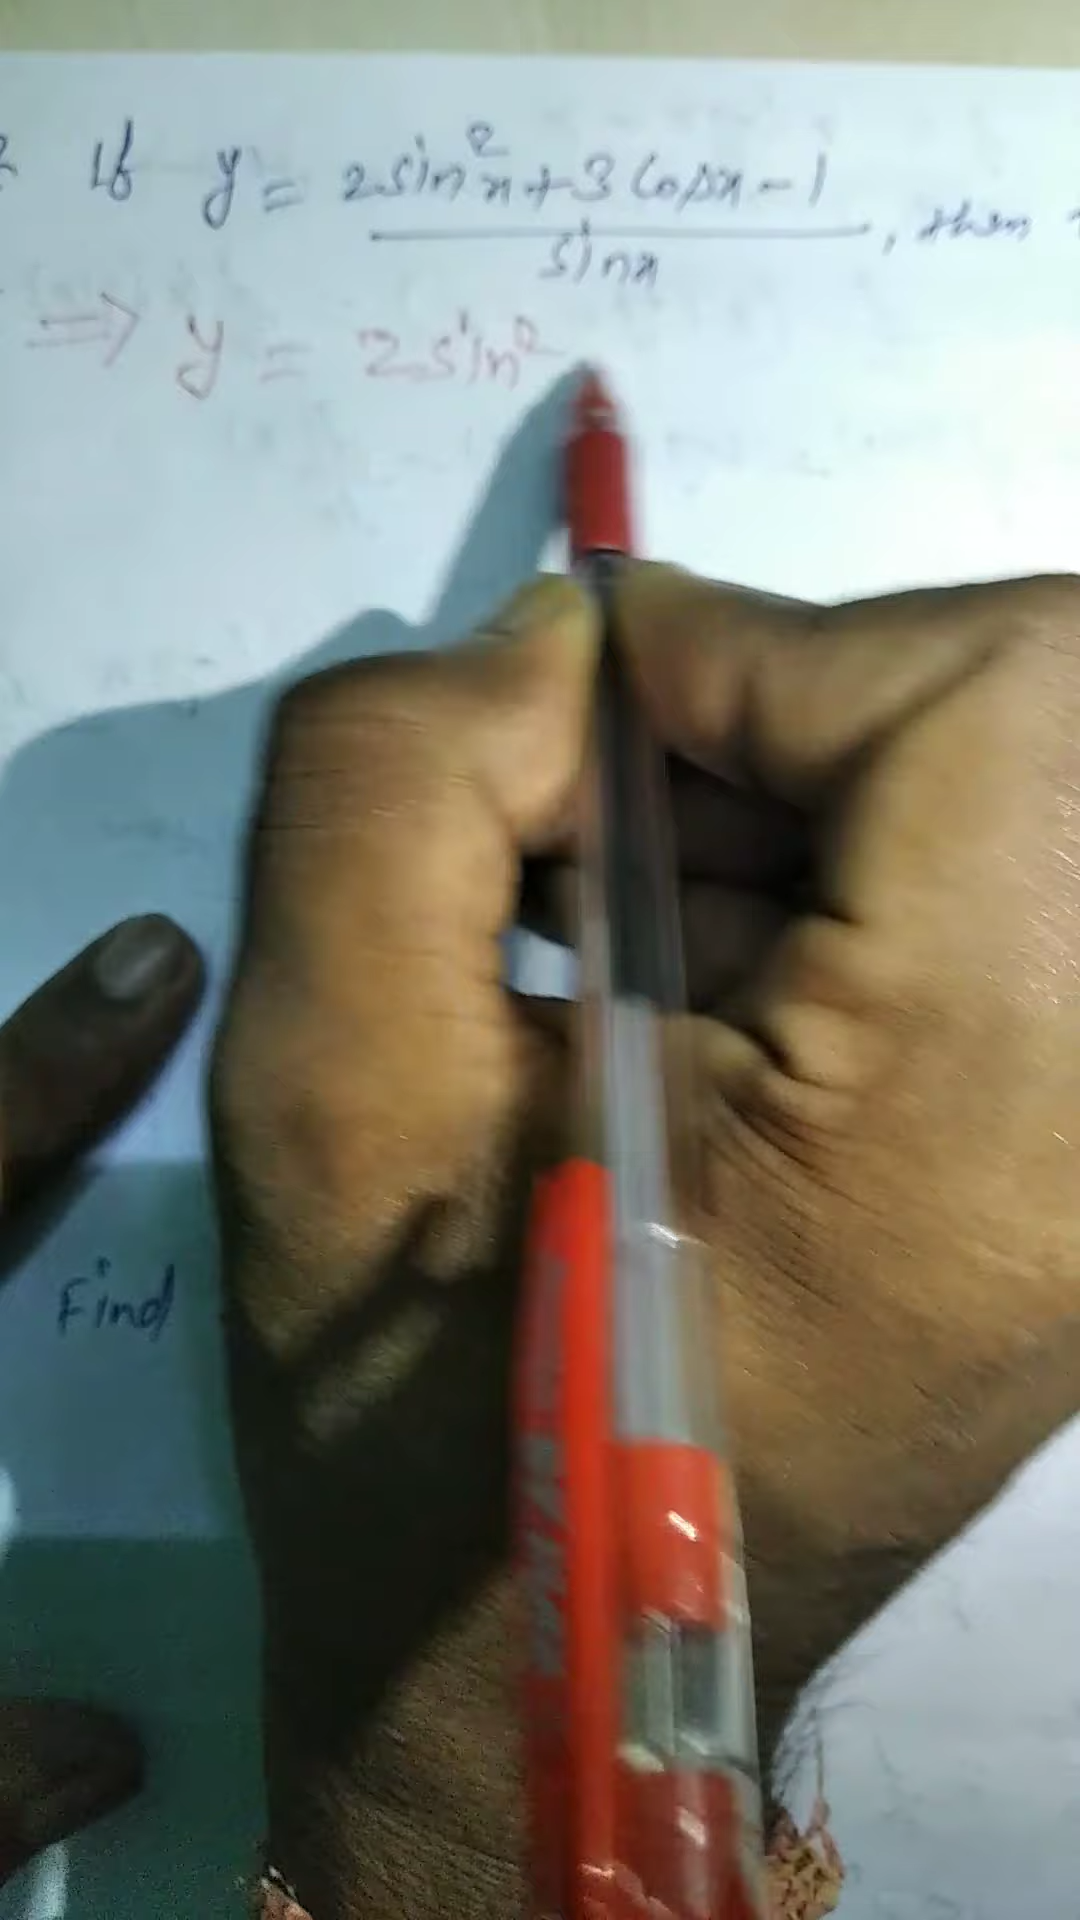 If y = 2sin²x + 3Cosx - 1 / sinx, then
⇒ y = 2sin²
Find